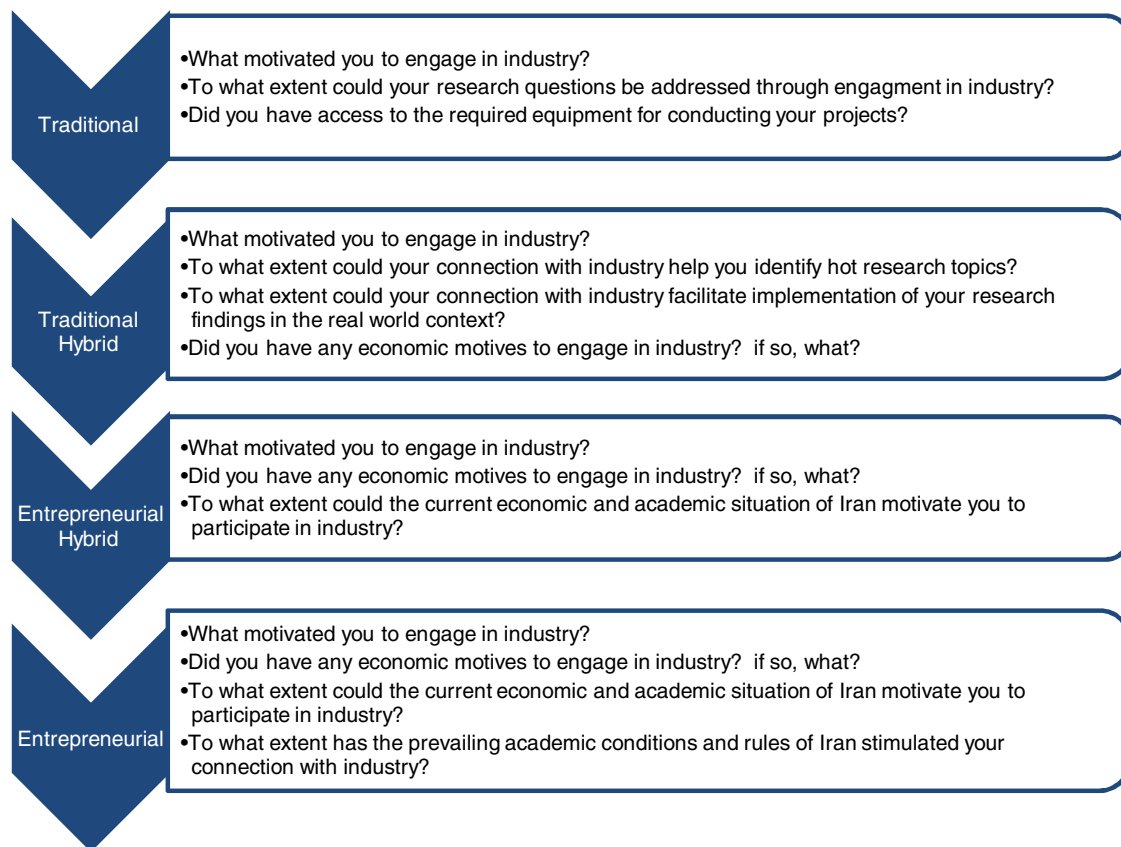 Traditional
•What motivated you to engage in industry?
•To what extent could your research questions be addressed through engagment in industry?
•Did you have access to the required equipment for conducting your projects?
Traditional
Hybrid
•What motivated you to engage in industry?
•To what extent could your connection with industry help you identify hot research topics?
•To what extent could your connection with industry facilitate implementation of your research
findings in the real world context?
•Did you have any economic motives to engage in industry?  if so, what?
Entrepreneurial
Hybrid
•What motivated you to engage in industry?
•Did you have any economic motives to engage in industry?  if so, what?
•To what extent could the current economic and academic situation of Iran motivate you to
participate in industry?
Entrepreneurial
•What motivated you to engage in industry?
•Did you have any economic motives to engage in industry?  if so, what?
•To what extent could the current economic and academic situation of Iran motivate you to
participate in industry?
•To what extent has the prevailing academic conditions and rules of Iran stimulated your
connection with industry?